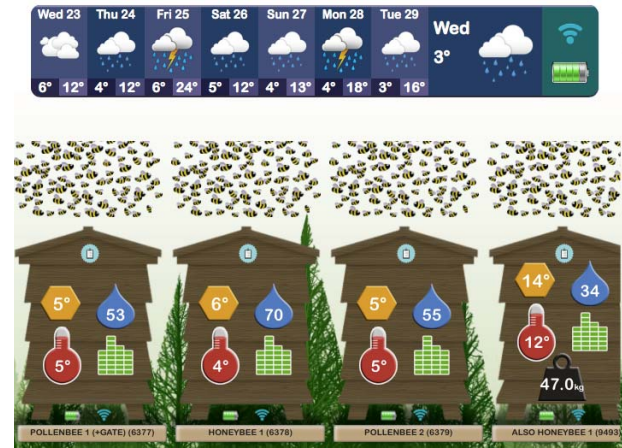 Wed 23 Thu 24 Fri 25 Sat 26 Sun 27 Mon 28 Tue 29
Wed
3°
6° 12° 4° 12° 6° 24° 5° 12° 4° 13° 4° 18° 3° 16°
5° 53
5°
6° 70
4°
5° 55
5°
14° 34
12°
47.0kg
POLLENBEE 1 (+GATE) (6377)
HONEYBEE 1 (6378)
POLLENBEE 2 (6379)
ALSO HONEYBEE 1 (9493)